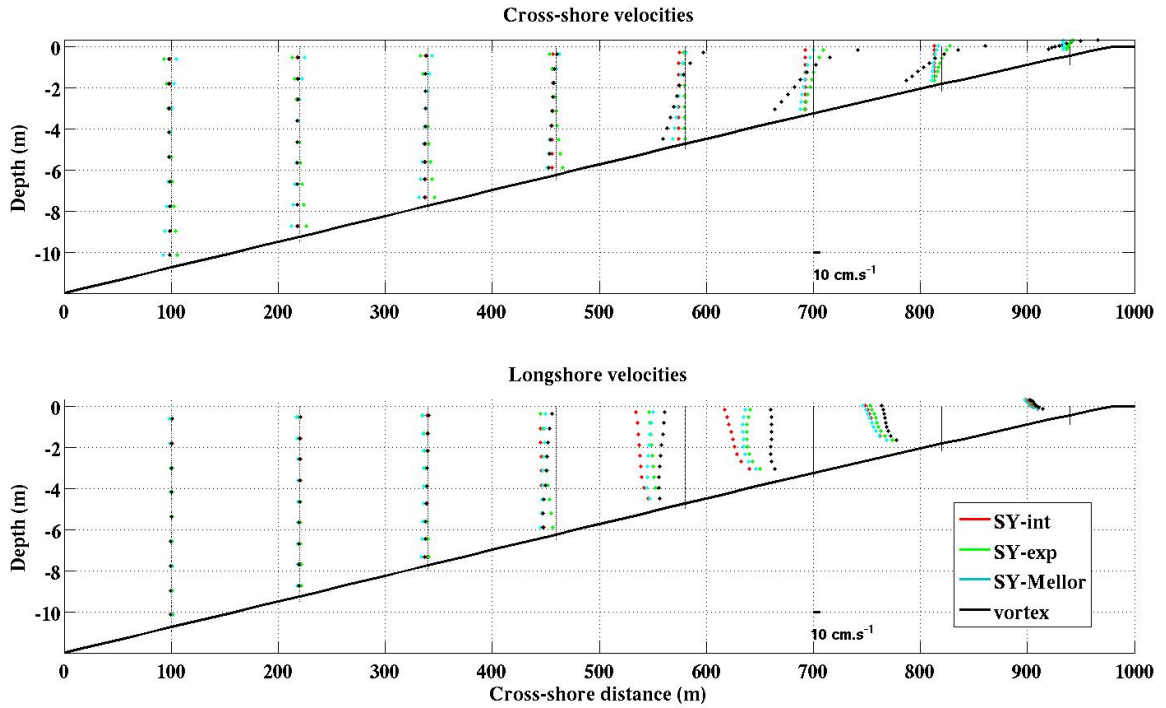 Cross-shore velocities
Depth (m)
0
-2
-4
-6
-8
-10
10 cm.s⁻¹
0 100 200 300 400 500 600 700 800 900 1000
Longshore velocities
Depth (m)
0
-2
-4
-6
-8
-10
SY-int
SY-exp
SY-Mellor
vortex
10 cm.s⁻¹
0 100 200 300 400 500 600 700 800 900 1000
Cross-shore distance (m)